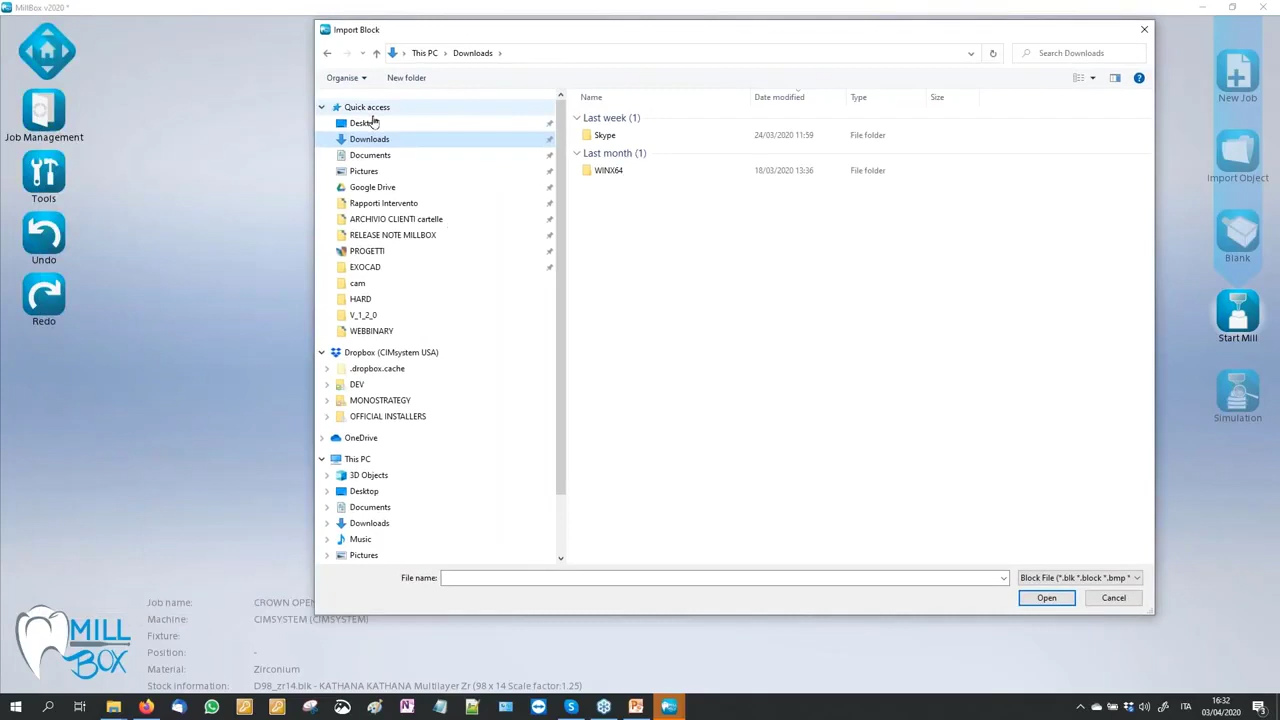 MillBox v2020 *
Import Block
This PC > Downloads >
Search Downloads
Organise
New folder
Name
Date modified
Type
Size
Quick access
Desktop
Downloads
Documents
Pictures
Google Drive
Rapporti Intervento
ARCHIVIO CLIENTI cartelle
RELEASE NOTE MILLBOX
PROGETTI
EXOCAD
cam
HARD
V_1_2_0
WEBBINARY
Dropbox (CIMsystem USA)
.dropbox.cache
DEV
MONOSTRATEGY
OFFICIAL INSTALLERS
OneDrive
This PC
3D Objects
Desktop
Documents
Downloads
Music
Pictures
Last week (1)
Skype 24/03/2020 11:59 File folder
Last month (1)
WINX64 18/03/2020 13:36 File folder
File name:
Block File (*.blk *.block *.bmp *
Open
Cancel
Job Management
Tools
Undo
Redo
New Job
Import Object
Blank
Start Mill
Simulation
MILL
BOX
Job name: CROWN OPEN
Machine: CIMSYSTEM (CIMSYSTEM)
Fixture:
Position: -
Material: Zirconium
Stock information: D98_zr14.blk - KATHANA KATHANA Multilayer Zr (98 x 14 Scale factor:1.25)
ITA
16:32
03/04/2020